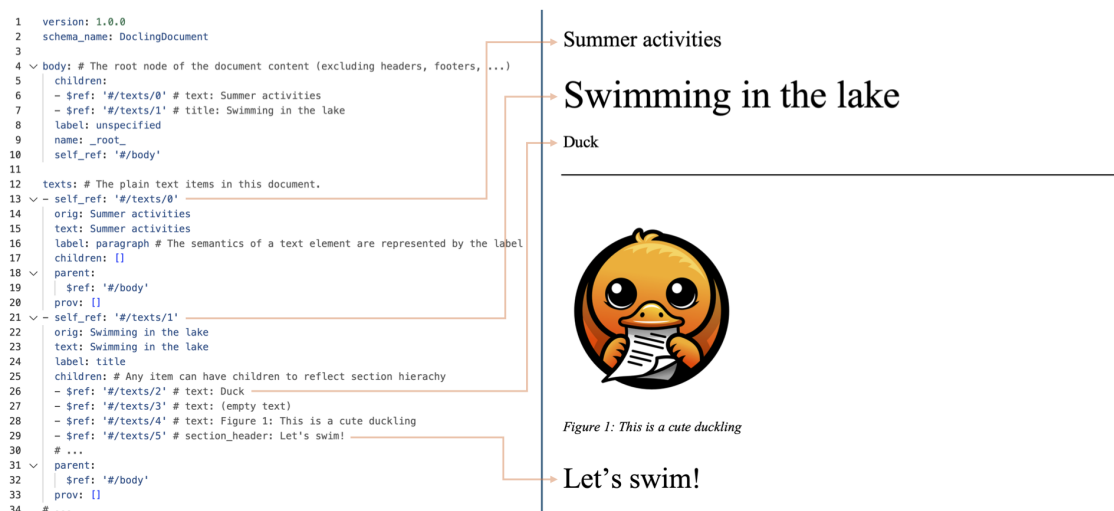 1 version: 1.0.0
2 schema_name: DoclingDocument
3
4 body: # The root node of the document content (excluding headers, footers, ...)
5 children:
6 - $ref: '#/texts/0' # text: Summer activities
7 - $ref: '#/texts/1' # title: Swimming in the lake
8 label: unspecified
9 name: _root_
10 self_ref: '#/body'
11
12 texts: # The plain text items in this document.
13 - self_ref: '#/texts/0'
14 orig: Summer activities
15 text: Summer activities
16 label: paragraph # The semantics of a text element are represented by the label
17 children: []
18 parent:
19 $ref: '#/body'
20 prov: []
21 - self_ref: '#/texts/1'
22 orig: Swimming in the lake
23 text: Swimming in the lake
24 label: title
25 children: # Any item can have children to reflect section hierachy
26 - $ref: '#/texts/2' # text: Duck
27 - $ref: '#/texts/3' # text: (empty text)
28 - $ref: '#/texts/4' # text: Figure 1: This is a cute duckling
29 - $ref: '#/texts/5' # section_header: Let's swim!
30 # ...
31 parent:
32 $ref: '#/body'
33 prov: []
34 #
Summer activities
Swimming in the lake
Duck
Figure 1: This is a cute duckling
Let’s swim!